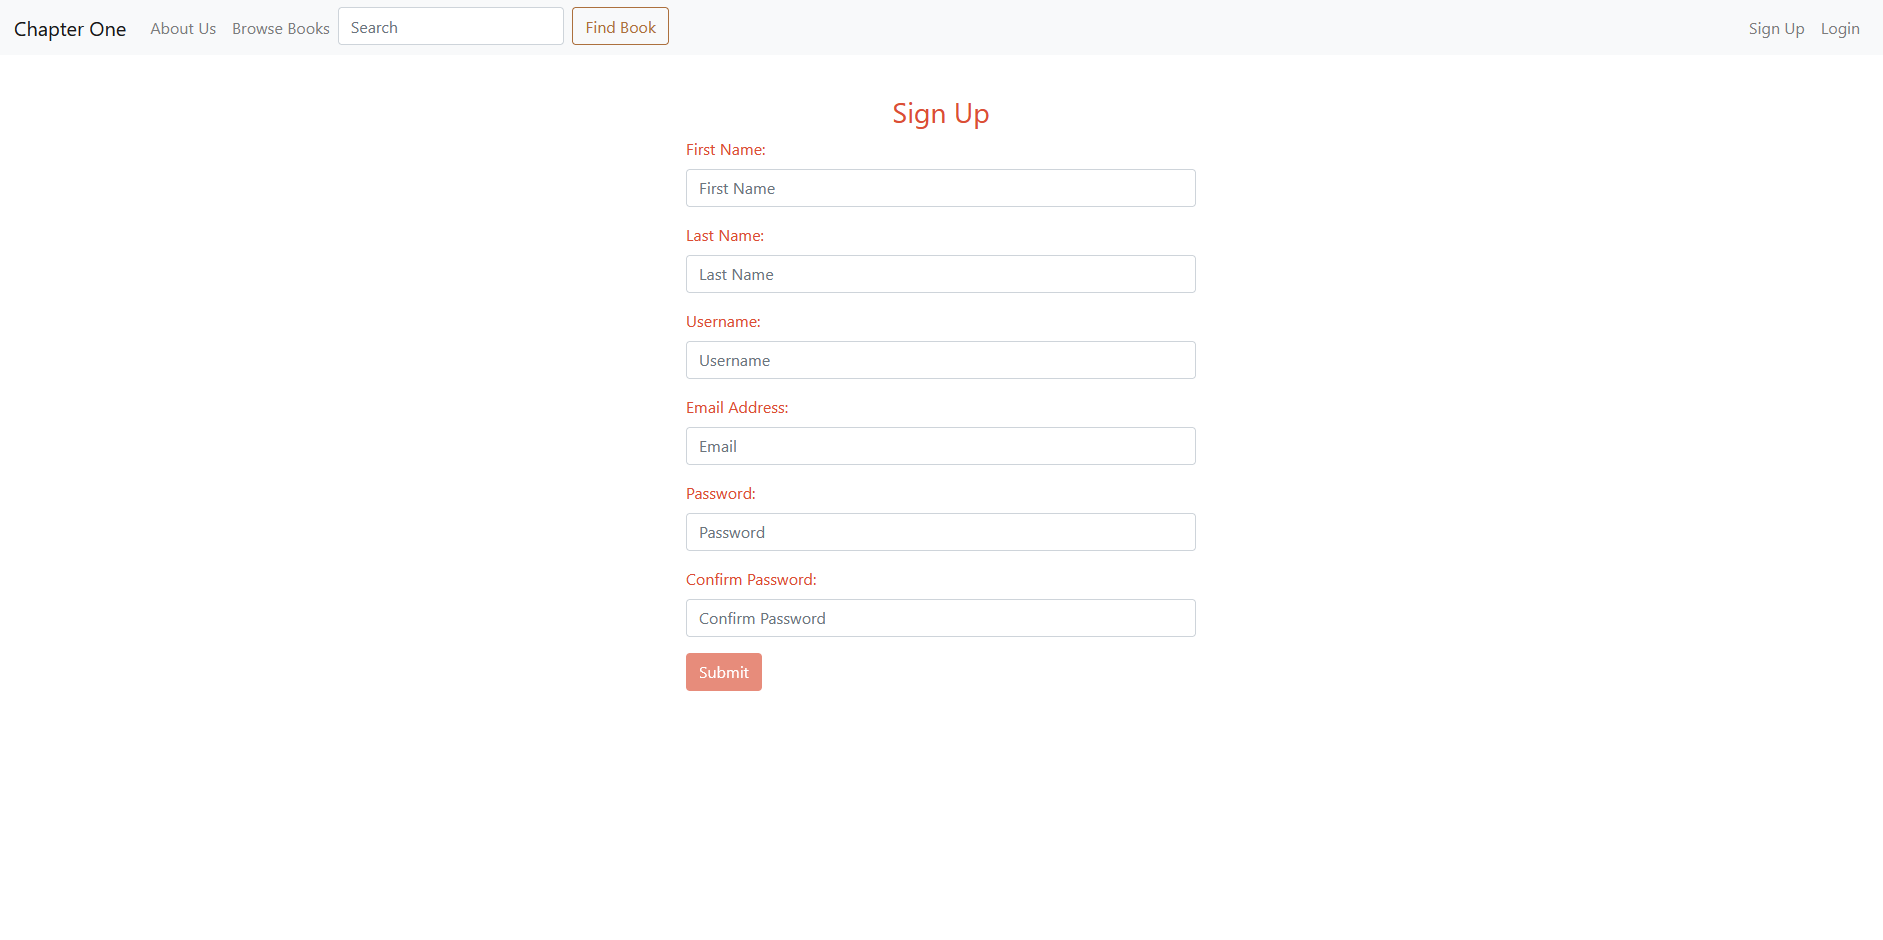 Chapter One About Us Browse Books Search Find Book Sign Up Login
Sign Up
First Name:
First Name
Last Name:
Last Name
Username:
Username
Email Address:
Email
Password:
Password
Confirm Password:
Confirm Password
Submit